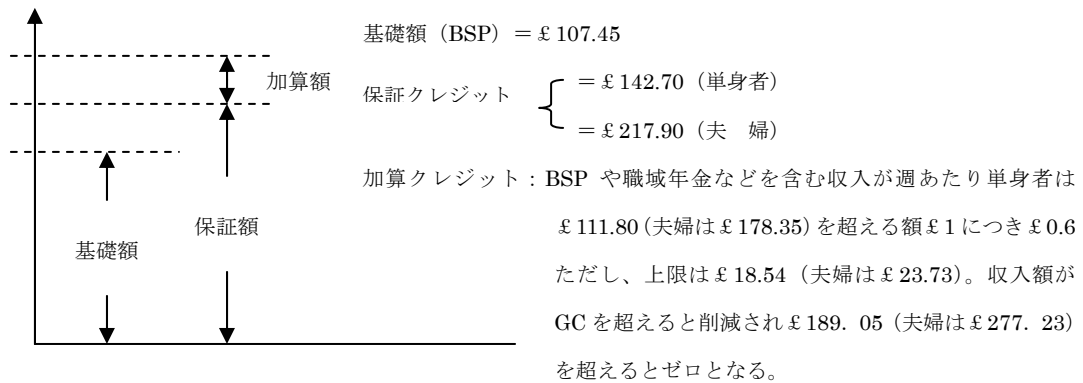 基礎額（BSP）＝£107.45
加算額
保証クレジット
＝£142.70（単身者）
＝£217.90（夫　婦）
加算クレジット：BSP や職域年金などを含む収入が週あたり単身者は
£111.80（夫婦は£178.35）を超える額£1につき£0.6
ただし、上限は£18.54（夫婦は£23.73）。収入額が
GCを超えると削減され£189．05（夫婦は£277．23）
を超えるとゼロとなる。
保証額
基礎額